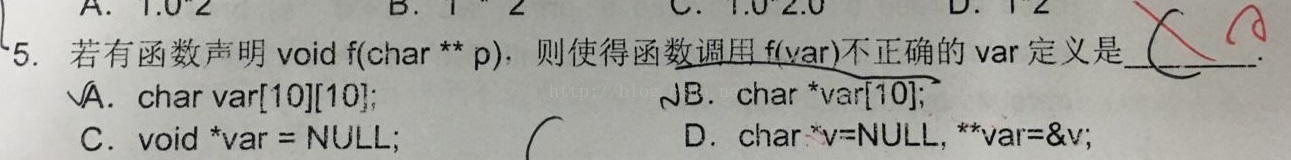 A. 1.0*2 B. 1 * 2 C. 1.0*2.0 D. 1*2
5. 若有函数声明 void f(char ** p)，则使得函数调用 f(var)不正确的 var 定义是________. C A
A. char var[10][10]; B. char *var[10];
C. void *var = NULL; D. char *v=NULL, **var=&v;